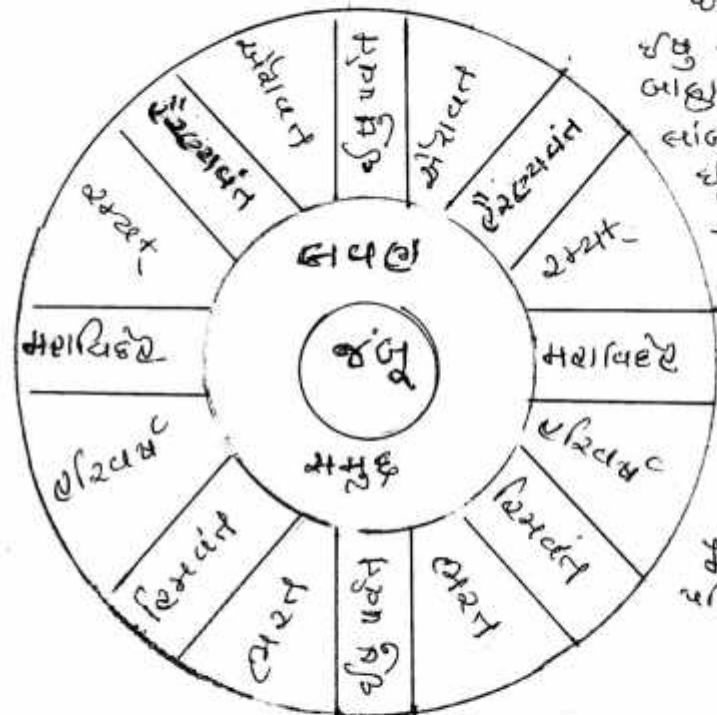 ઐરાવત
ઈષુ પર્વત
ઐરાવત
હૈરણ્યવંત
હૈરણ્યવંત
રમ્યક્
રમ્યક્
લવણ
જંબૂ
સમુદ્ર
મહાવિદેહ
મહાવિદેહ
હરિવર્ષ
હરિવર્ષ
હિમવંત
હિમવંત
ભરત
ઈષુ પર્વત
ભરત
ઈષુ